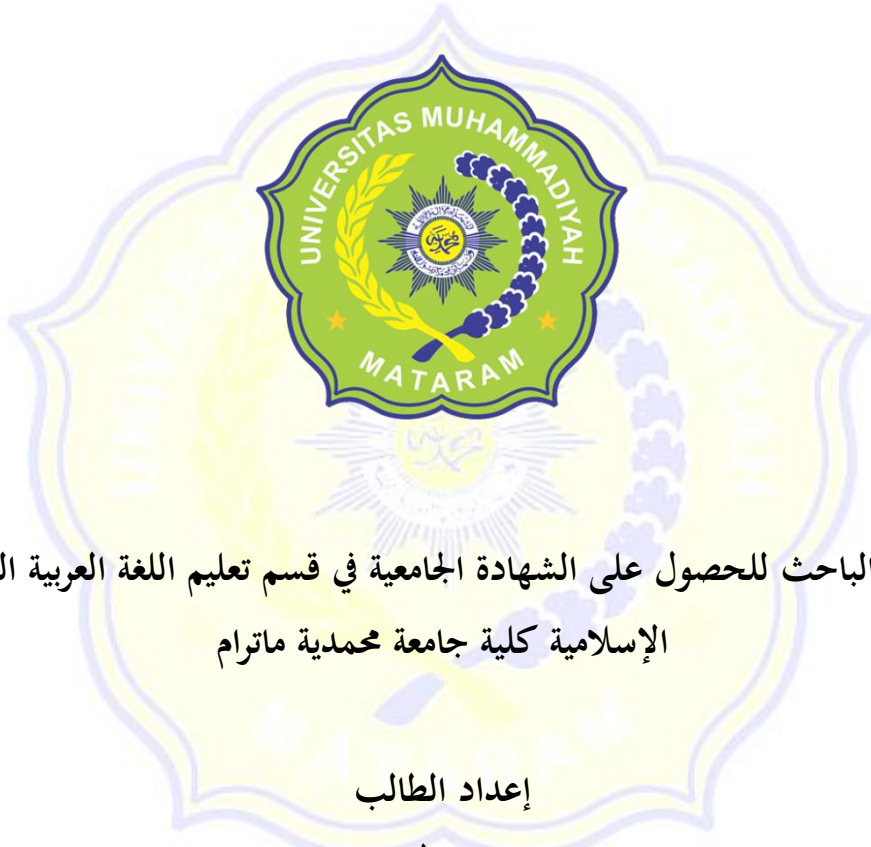 UNIVERSITAS MUHAMMADIYAH
MATARAM
الباحث للحصول على الشهادة الجامعية في قسم تعليم اللغة العربية
الإسلامية كلية جامعة محمدية ماترام
إعداد الطالب